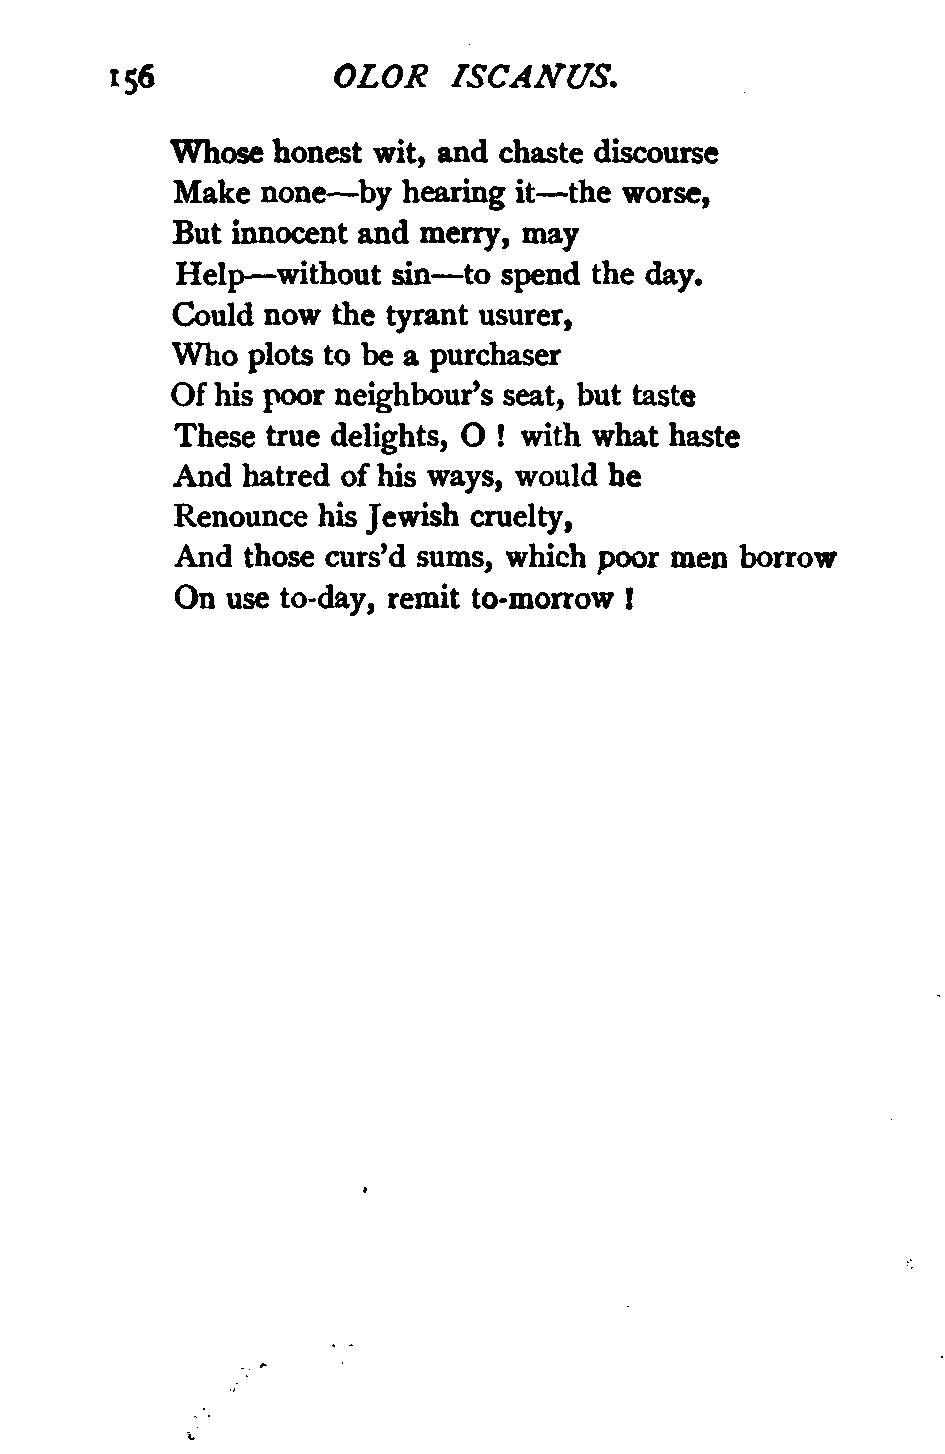 156 OLOR ISCANUS.
Whose honest wit, and chaste discourse
Make none—by hearing it—the worse,
But innocent and merry, may
Help—without sin—to spend the day.
Could now the tyrant usurer,
Who plots to be a purchaser
Of his poor neighbour's seat, but taste
These true delights, O ! with what haste
And hatred of his ways, would he
Renounce his Jewish cruelty,
And those curs'd sums, which poor men borrow
On use to-day, remit to-morrow !